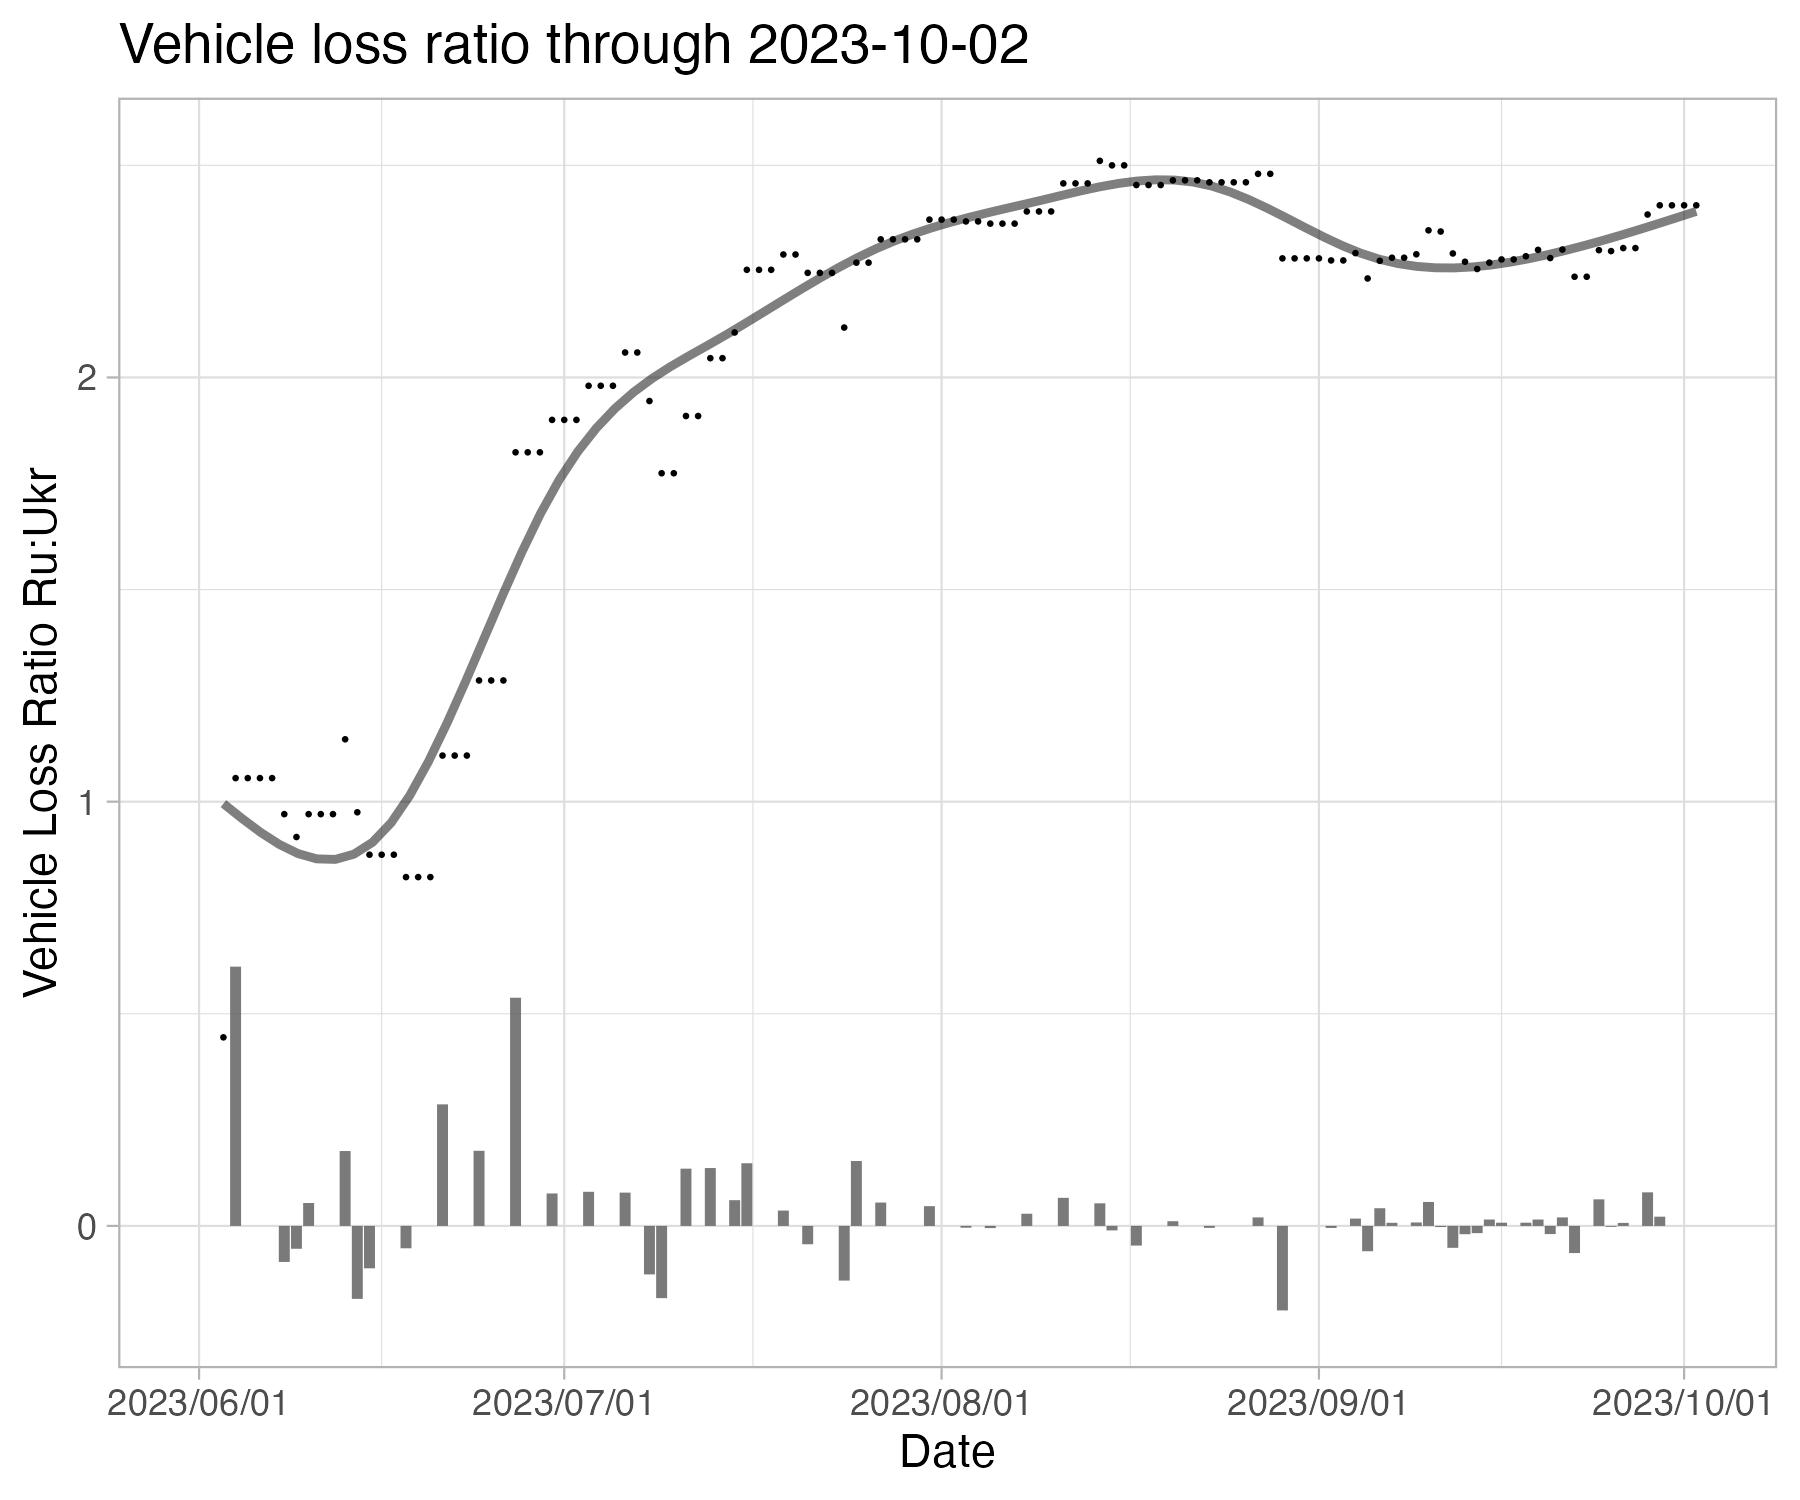 Vehicle loss ratio through 2023-10-02
Vehicle Loss Ratio Ru:Ukr
2
1
0
2023/06/01 2023/07/01 2023/08/01 2023/09/01 2023/10/01
Date